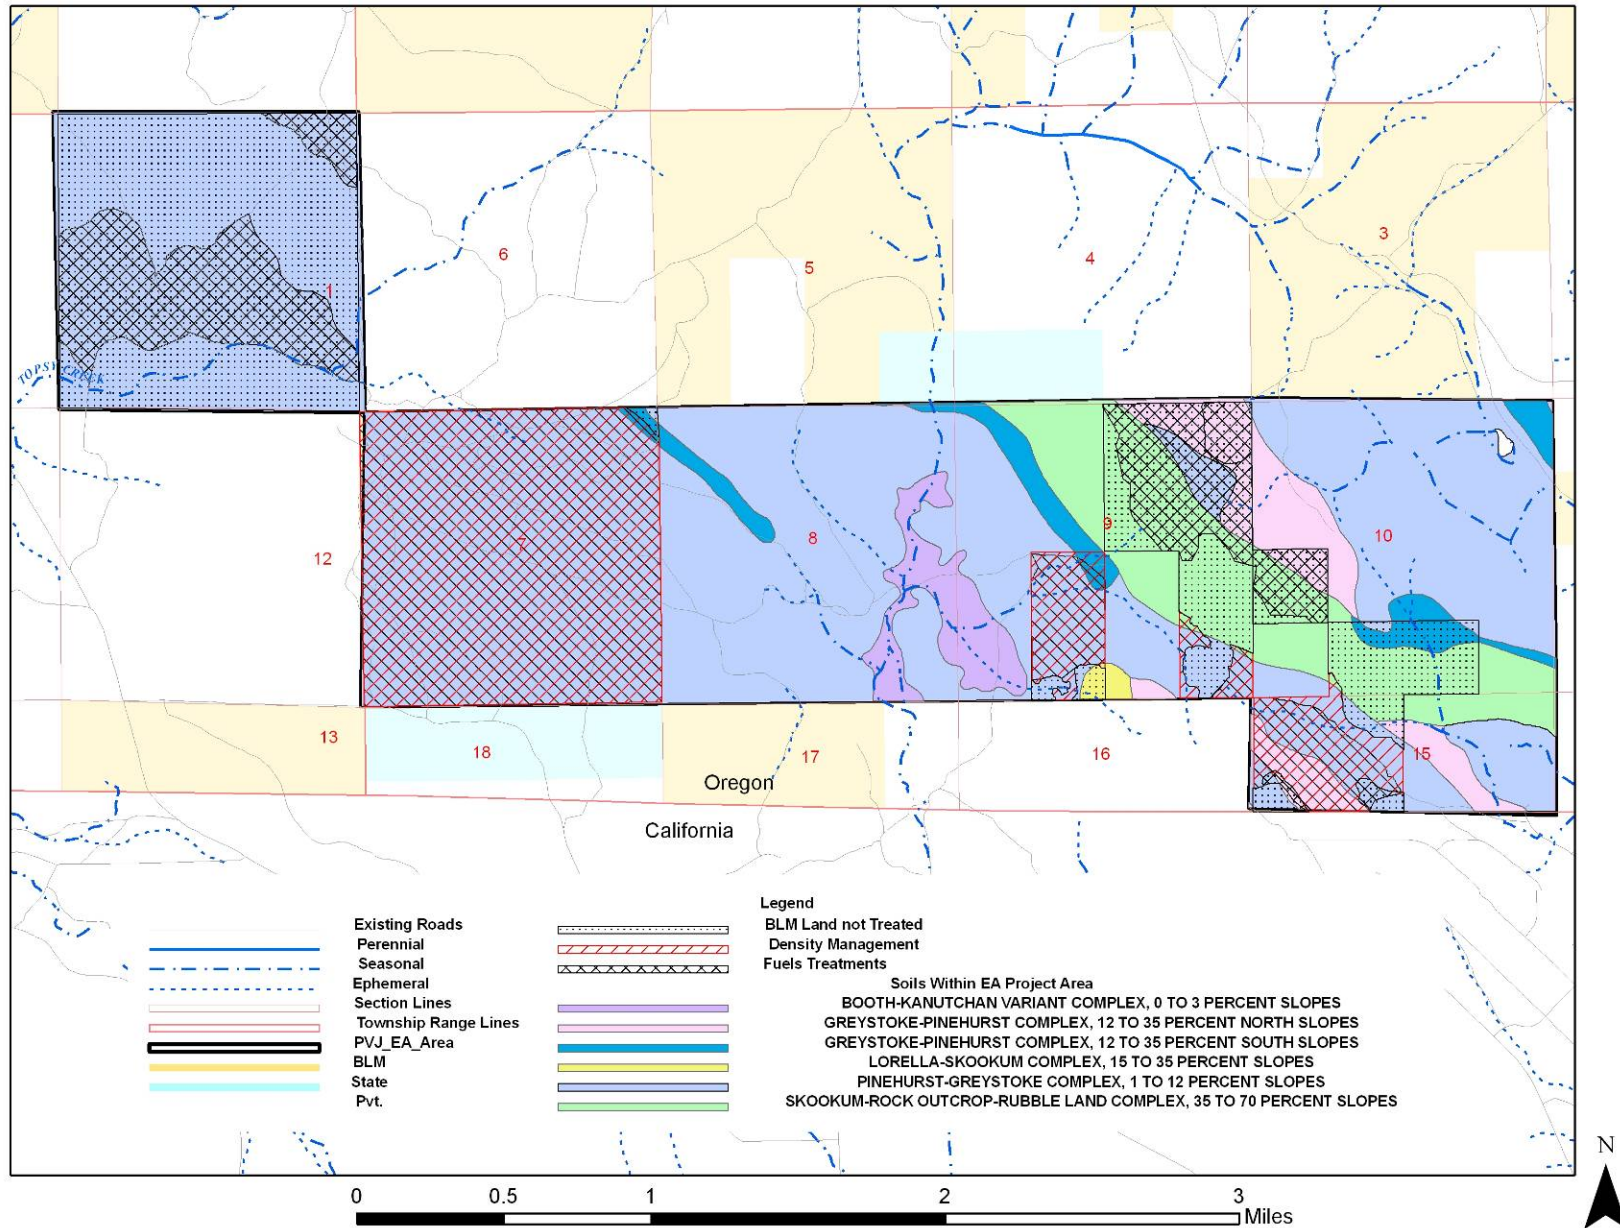 6
5
4
3
1
TOPSY CREEK
12
7
8
9
10
13
18
17
16
15
Oregon
California
Legend
Existing Roads
Perennial
Seasonal
Ephemeral
Section Lines
Township Range Lines
PVJ_EA_Area
BLM
State
Pvt.
BLM Land not Treated
Density Management
Fuels Treatments
Soils Within EA Project Area
BOOTH-KANUTCHAN VARIANT COMPLEX, 0 TO 3 PERCENT SLOPES
GREYSTOKE-PINEHURST COMPLEX, 12 TO 35 PERCENT NORTH SLOPES
GREYSTOKE-PINEHURST COMPLEX, 12 TO 35 PERCENT SOUTH SLOPES
LORELLA-SKOOKUM COMPLEX, 15 TO 35 PERCENT SLOPES
PINEHURST-GREYSTOKE COMPLEX, 1 TO 12 PERCENT SLOPES
SKOOKUM-ROCK OUTCROP-RUBBLE LAND COMPLEX, 35 TO 70 PERCENT SLOPES
N
0 0.5 1 2 3
Miles